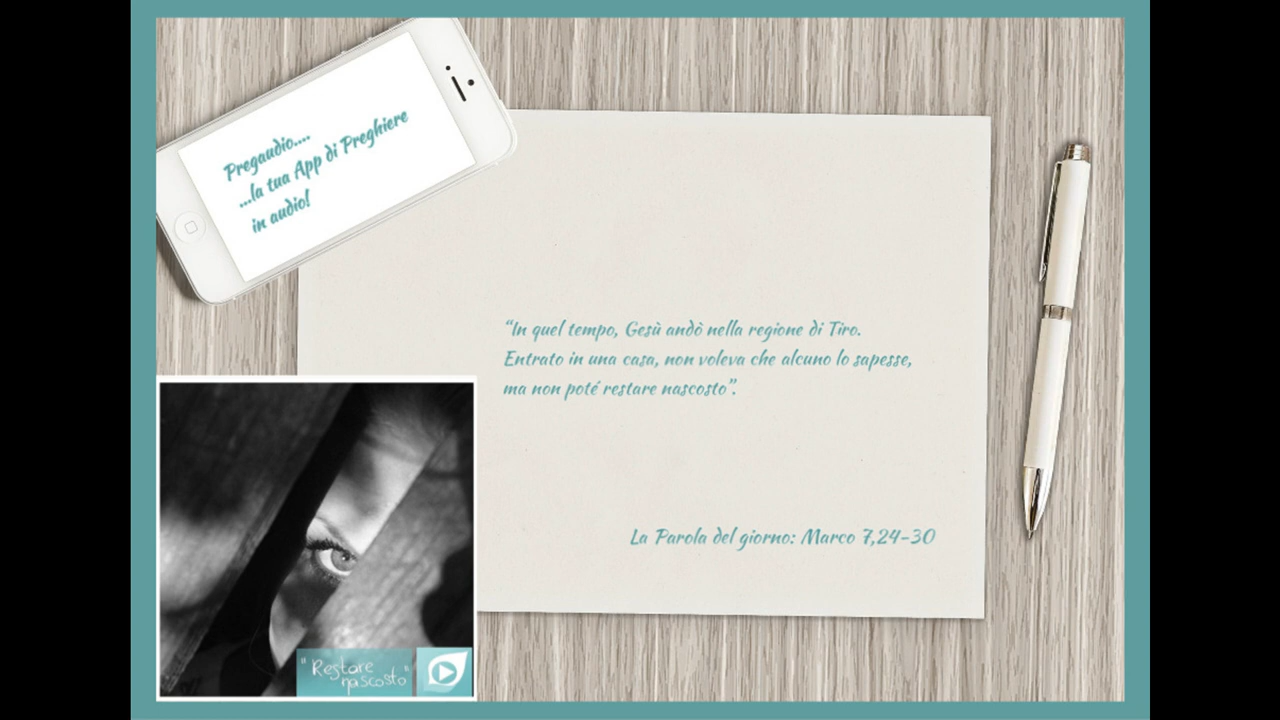 Pregaudio....
...la tua App di Preghiere
in audio!
“In quel tempo, Gesù andò nella regione di Tiro.
Entrato in una casa, non voleva che alcuno lo sapesse,
ma non poté restare nascosto”.
La Parola del giorno: Marco 7,24-30
"Restare
nascosto"